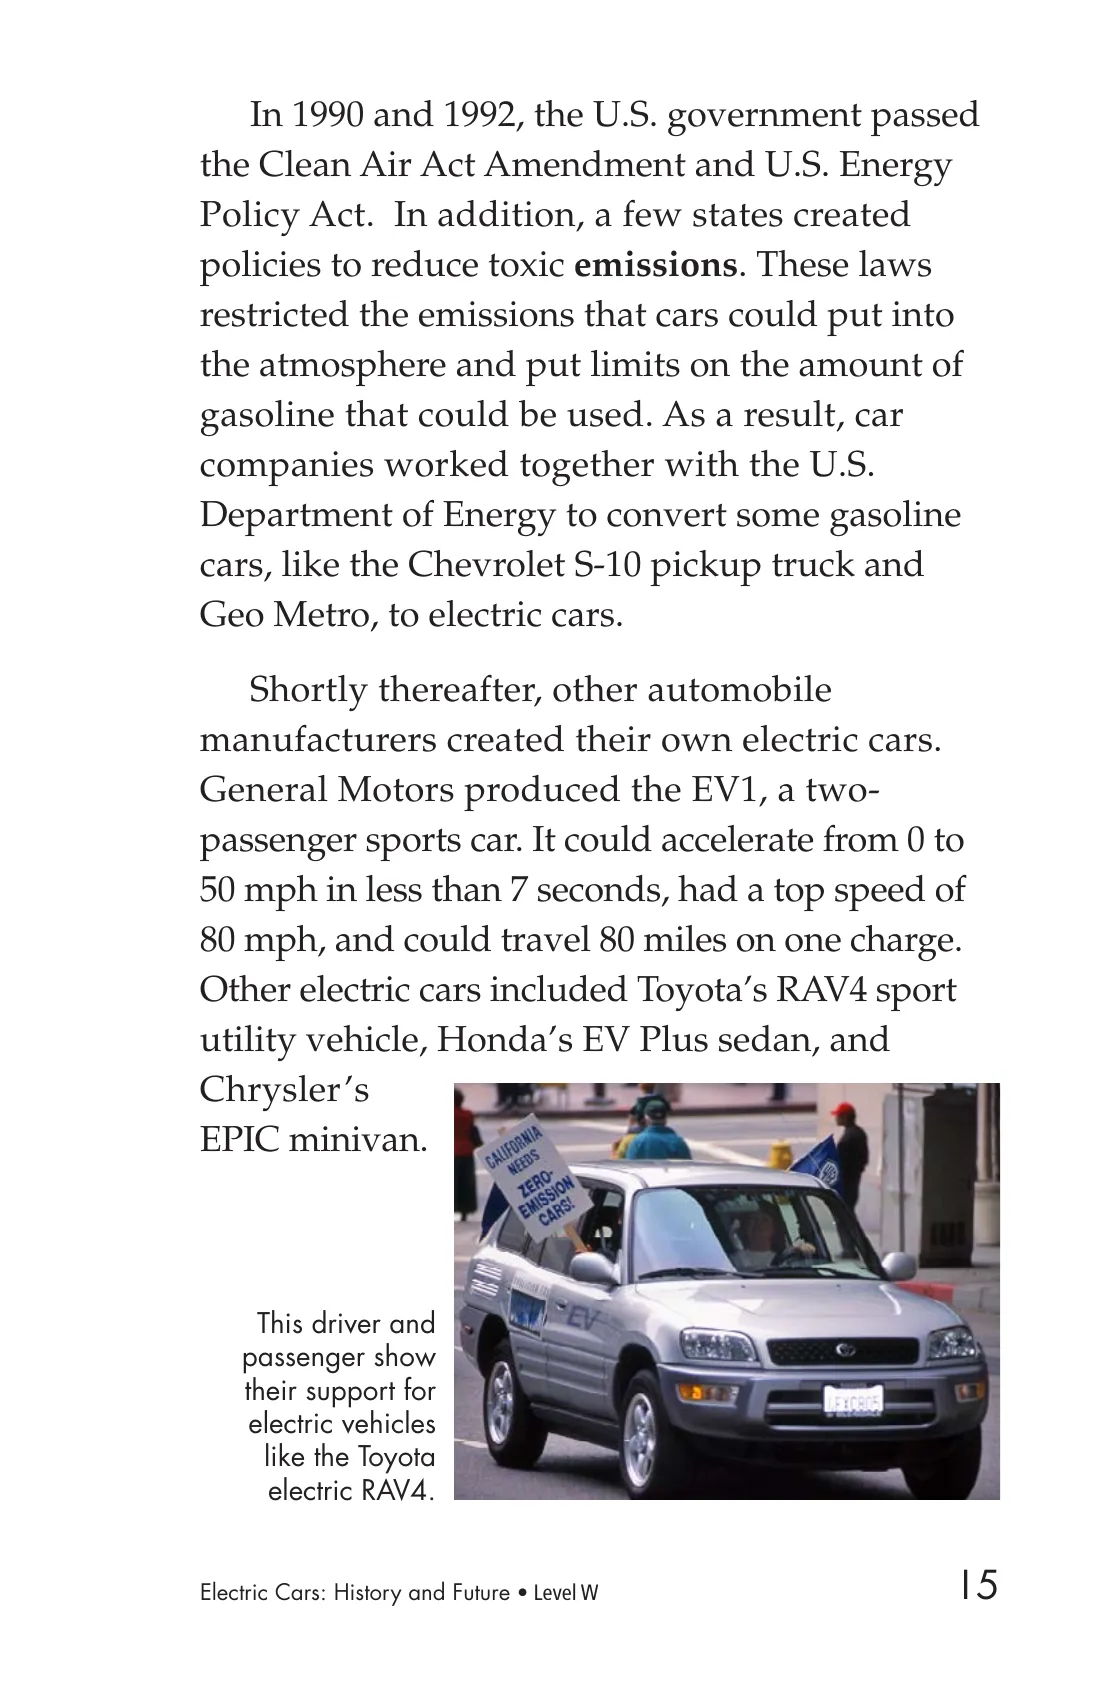 In 1990 and 1992, the U.S. government passed
the Clean Air Act Amendment and U.S. Energy
Policy Act.  In addition, a few states created
policies to reduce toxic emissions. These laws
restricted the emissions that cars could put into
the atmosphere and put limits on the amount of
gasoline that could be used. As a result, car
companies worked together with the U.S.
Department of Energy to convert some gasoline
cars, like the Chevrolet S-10 pickup truck and
Geo Metro, to electric cars.
Shortly thereafter, other automobile
manufacturers created their own electric cars.
General Motors produced the EV1, a two-
passenger sports car. It could accelerate from 0 to
50 mph in less than 7 seconds, had a top speed of
80 mph, and could travel 80 miles on one charge.
Other electric cars included Toyota’s RAV4 sport
utility vehicle, Honda’s EV Plus sedan, and
Chrysler’s
EPIC minivan.
CALIFORNIA
NEEDS
ZERO-
EMISSION
CARS!
EV
This driver and
passenger show
their support for
electric vehicles
like the Toyota
electric RAV4.
Electric Cars: History and Future • Level W
15